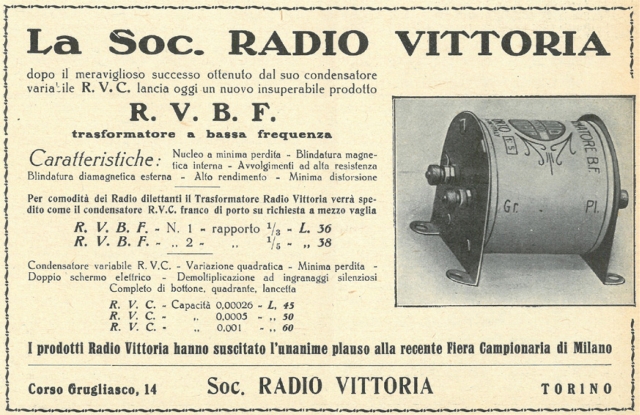 La Soc. RADIO VITTORIA
dopo il meraviglioso successo ottenuto dal suo condensatore
variabile R. V. C. lancia oggi un nuovo insuperabile prodotto
R. V. B. F.
trasformatore a bassa frequenza
Caratteristiche: Nucleo a minima perdita - Blindatura magne-
tica interna - Avvolgimenti ad alta resistenza
Blindatura diamagnetica esterna - Alto rendimento - Minima distorsione
Per comodità dei Radio dilettanti il Trasformatore Radio Vittoria verrà spe-
dito come il condensatore R.V.C. franco di porto su richiesta a mezzo vaglia
R. V. B. F. - N. 1 - rapporto 1/3 - L. 36
R. V. B. F. - „ 2 - „ 1/5 - „ 38
Condensatore variabile R.V.C. - Variazione quadratica - Minima perdita -
Doppio schermo elettrico - Demoltiplicazione ad ingranaggi silenziosi
Completo di bottone, quadrante, lancetta
R. V. C. - Capacità 0,00026 - L. 45
R. V. C. - „ 0,0005 - „ 50
R. V. C. - „ 0,001 - „ 60
B.F.
Gr.
Pl.
I prodotti Radio Vittoria hanno suscitato l'unanime plauso alla recente Fiera Campionaria di Milano
Corso Grugliasco, 14 Soc. RADIO VITTORIA TORINO